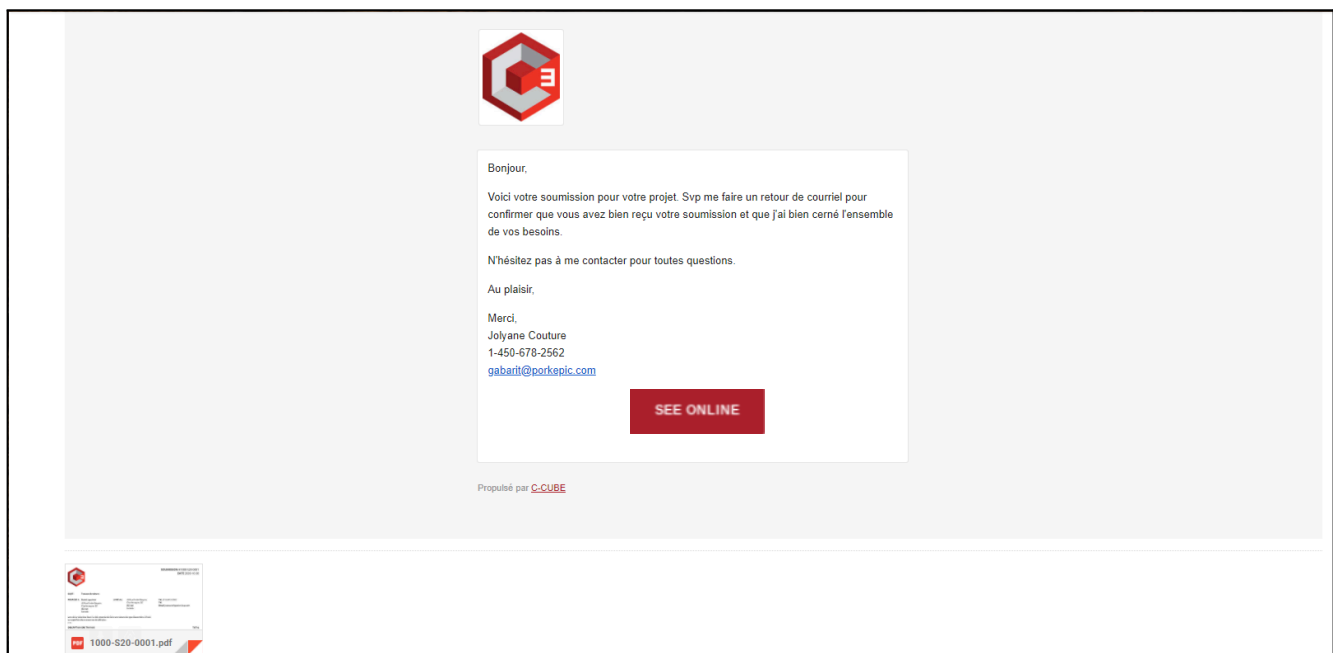 Bonjour,
Voici votre soumission pour votre projet. Svp me faire un retour de courriel pour
confirmer que vous avez bien reçu votre soumission et que j'ai bien cerné l'ensemble
de vos besoins.
N'hésitez pas à me contacter pour toutes questions.
Au plaisir,
Merci,
Jolyane Couture
1-450-678-2562
gabarit@porkepic.com
SEE ONLINE
Propulsé par C-CUBE
PDF 1000-S20-0001.pdf